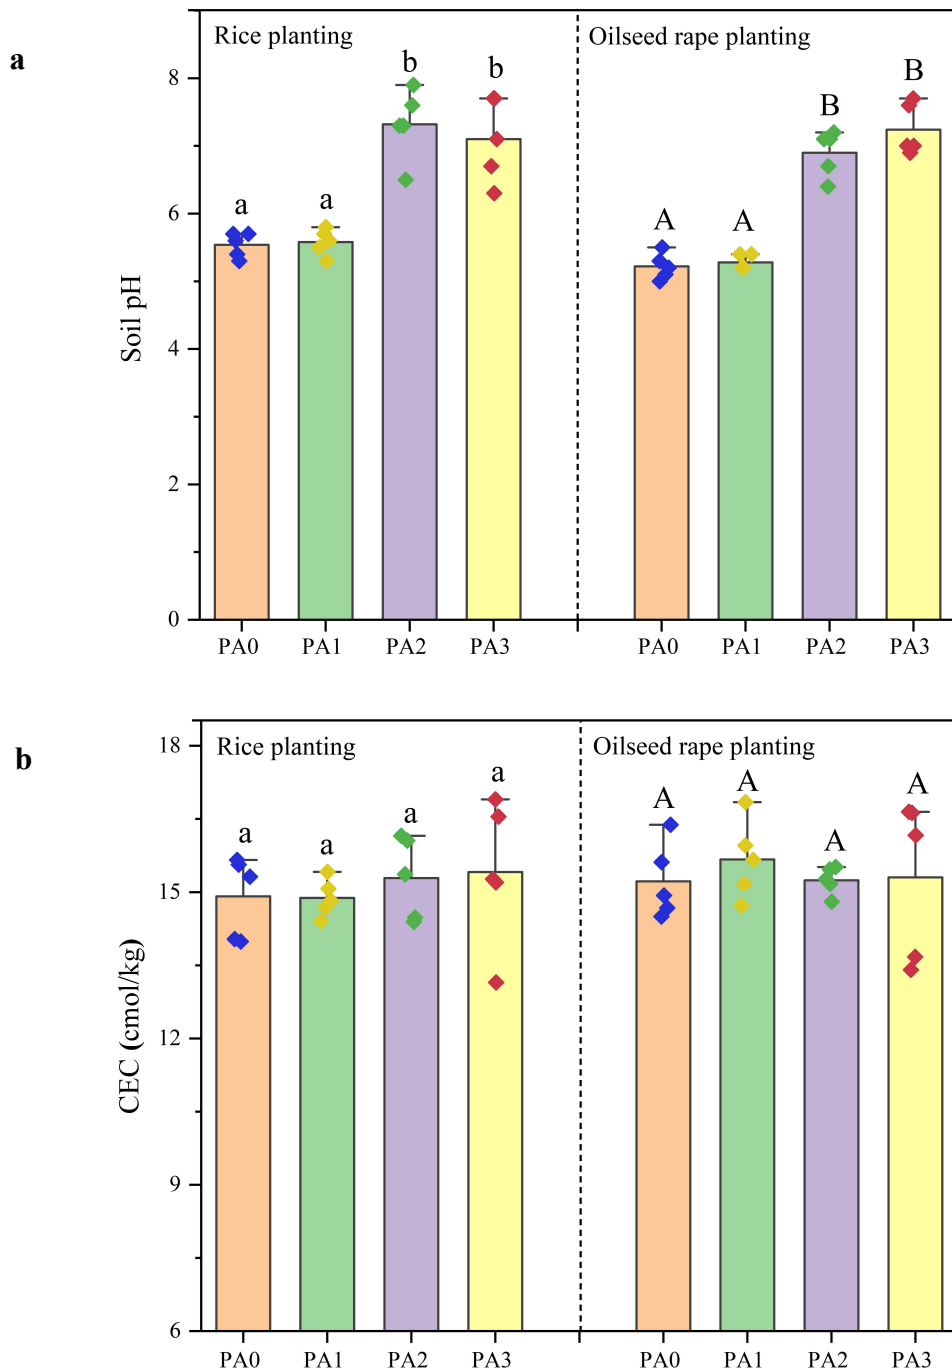 a
Rice planting
Oilseed rape planting
b
b
B
B
a
a
A
A
8
6
4
2
0
Soil pH
PA0
PA1
PA2
PA3
PA0
PA1
PA2
PA3
b
Rice planting
Oilseed rape planting
a
a
a
a
A
A
A
A
18
15
12
9
6
CEC (cmol/kg)
PA0
PA1
PA2
PA3
PA0
PA1
PA2
PA3